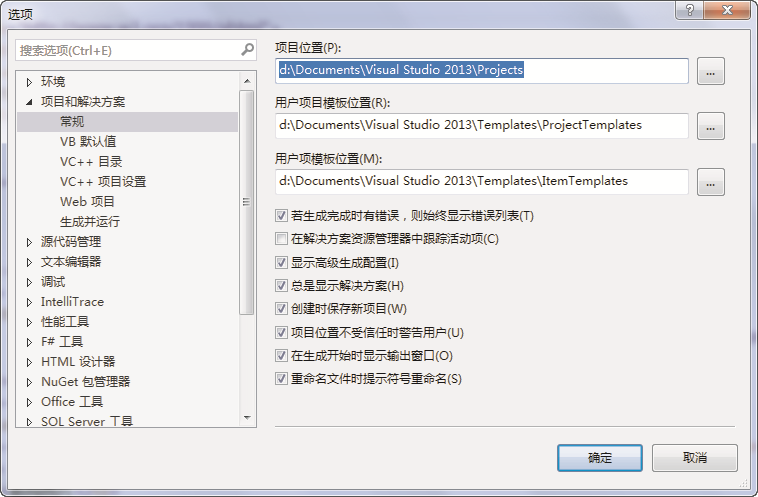 选项
搜索选项(Ctrl+E)
环境
项目和解决方案
常规
VB 默认值
VC++ 目录
VC++ 项目设置
Web 项目
生成并运行
源代码管理
文本编辑器
调试
IntelliTrace
性能工具
F# 工具
HTML 设计器
NuGet 包管理器
Office 工具
SQL Server 工具
项目位置(P):
d:\Documents\Visual Studio 2013\Projects
...
用户项目模板位置(R):
d:\Documents\Visual Studio 2013\Templates\ProjectTemplates
...
用户项模板位置(M):
d:\Documents\Visual Studio 2013\Templates\ItemTemplates
...
若生成完成时有错误，则始终显示错误列表(T)
在解决方案资源管理器中跟踪活动项(C)
显示高级生成配置(I)
总是显示解决方案(H)
创建时保存新项目(W)
项目位置不受信任时警告用户(U)
在生成开始时显示输出窗口(O)
重命名文件时提示符号重命名(S)
确定
取消